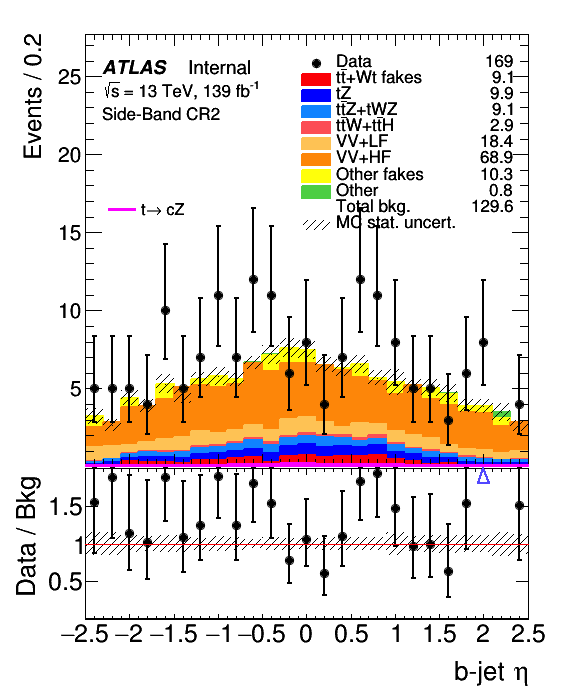 Events / 0.2
25
20
15
10
5
ATLAS Internal
√s = 13 TeV, 139 fb⁻¹
Side-Band CR2
t→ cZ
Data 169
tt̄+Wt fakes 9.1
tZ 9.9
tt̄Z+tWZ 9.1
tt̄W+tt̄H 2.9
VV+LF 18.4
VV+HF 68.9
Other fakes 10.3
Other 0.8
Total bkg. 129.6
MC stat. uncert.
Data / Bkg
1.5
1
0.5
−2.5 −2 −1.5 −1 −0.5 0 0.5 1 1.5 2 2.5
b-jet η